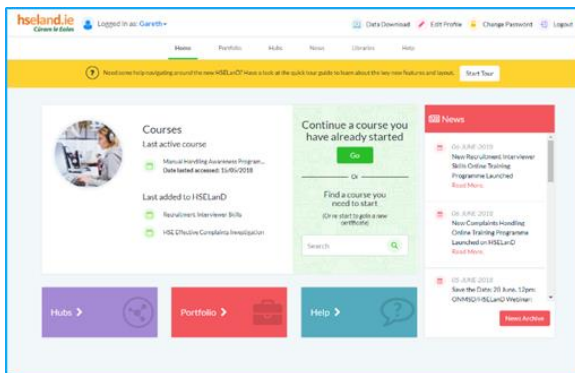 hseland.ie
Cúram le Eolas
Logged in as: Gareth
Data Download
Edit Profile
Change Password
Logout
Home
Portfolio
Hubs
News
Libraries
Help
Need some help navigating around the new HSELanD? Have a look at the quick tour guide to learn about the key new features and layout.
Start Tour
Courses
Last active course
Manual Handling Awareness Program...
Date lasted accessed: 15/05/2018
Last added to HSELanD
Recruitment Interviewer Skills
HSE Effective Complaints Investigation
Continue a course you
have already started
Go
Or
Find a course you
need to start
(Or re start to gain a new
certificate)
Search
News
06 JUNE 2018
New Recruitment Interviewer
Skills Online Training
Programme Launched
Read More
06 JUNE 2018
New Complaints Handling
Online Training Programme
Launched on HSELanD
Read More
05 JUNE 2018
Save the Date: 20 June, 12pm:
ONMSD/HSELanD Webinar:
News Archive
Hubs
Portfolio
Help